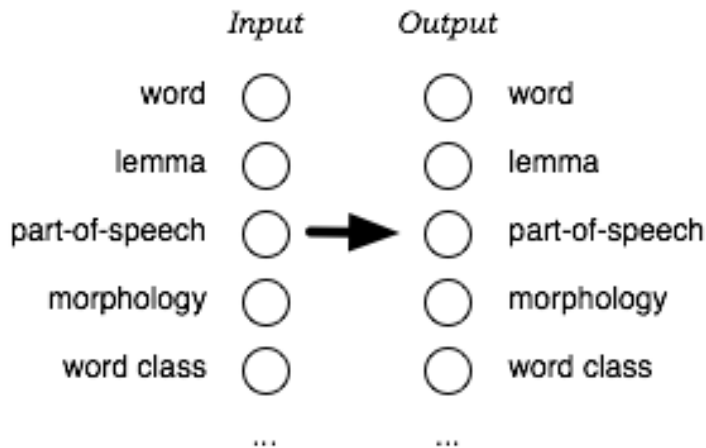 Input Output
word word
lemma lemma
part-of-speech part-of-speech
morphology morphology
word class word class
... ...